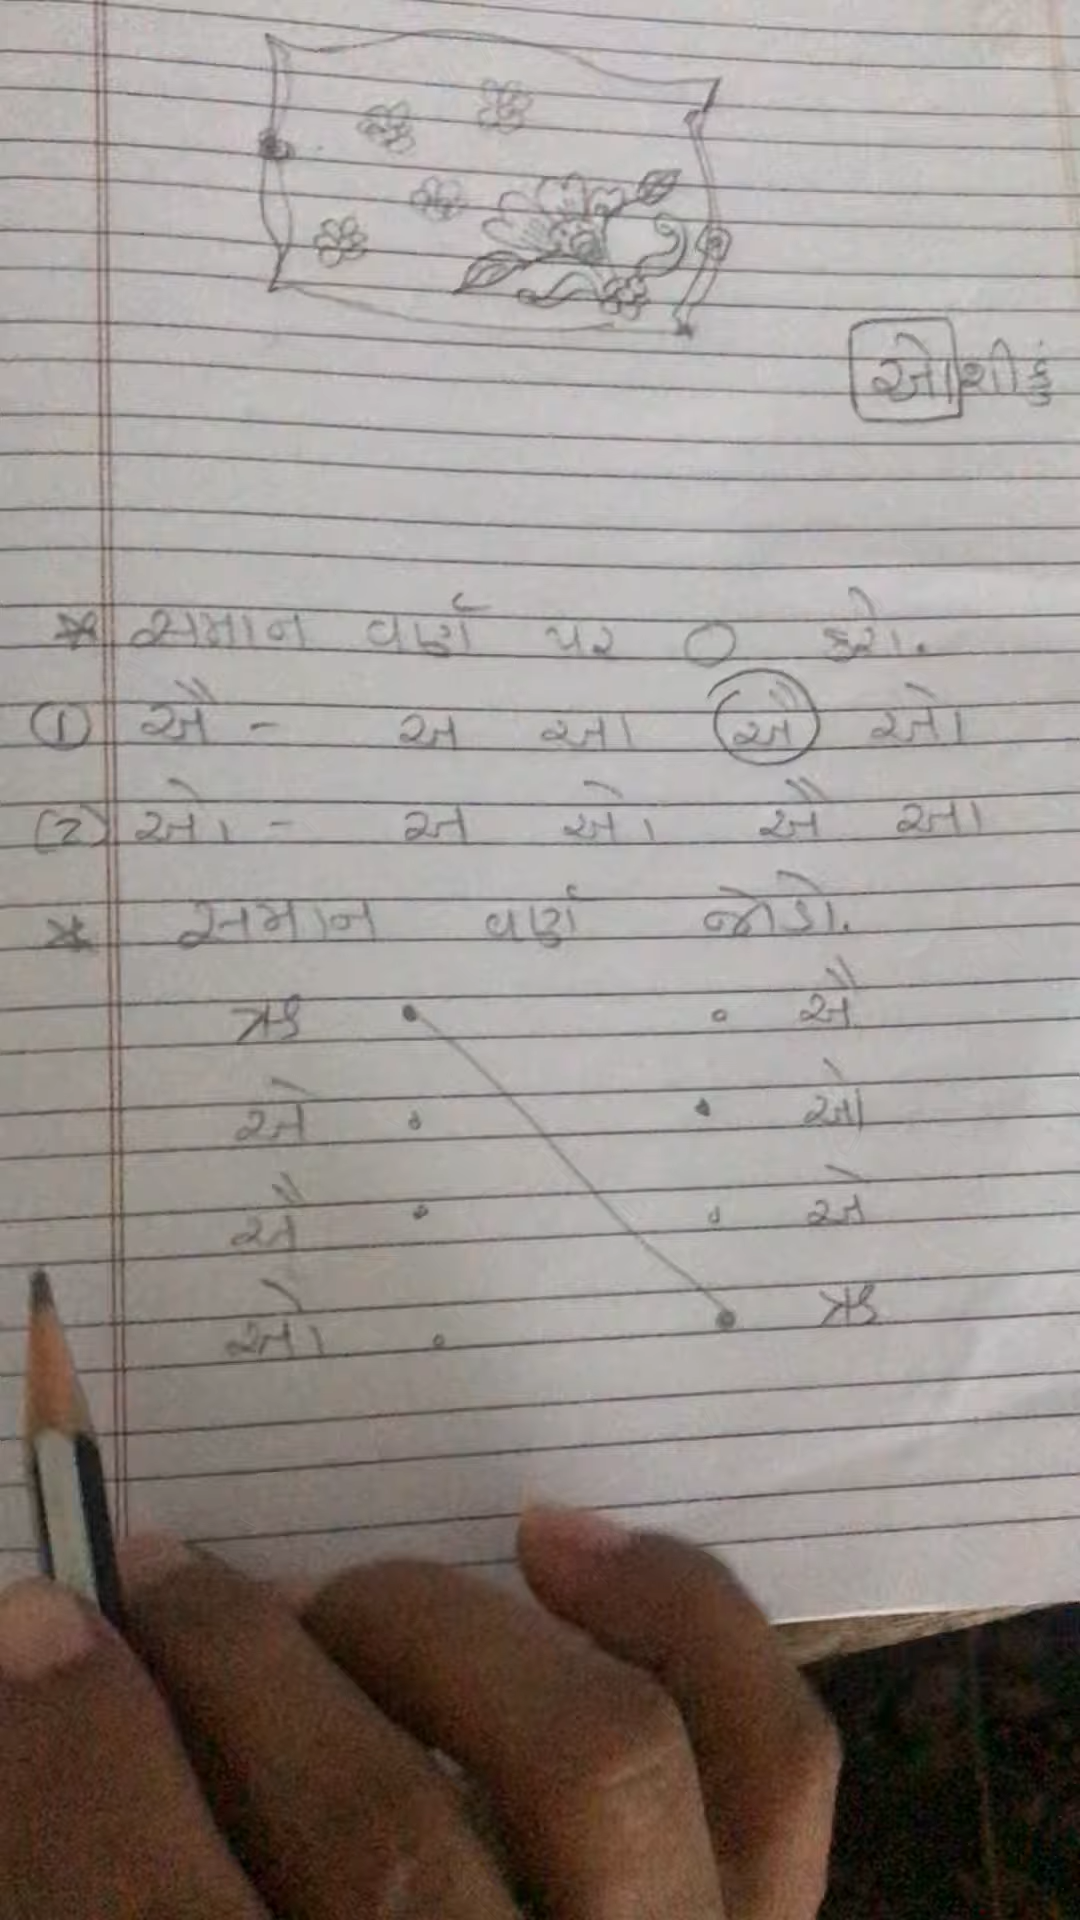 ઓશીકું
* સમાન વર્ણ પર ○ કરો.
① ઐ - અ આ ઐ ઓ
(2) ઓ - અ ઓ ઐ આ
* સમાન વર્ણ જોડો.
ઋ • • ઐ
એ • • ઓ
ઐ • • એ
ઓ • • ઋ